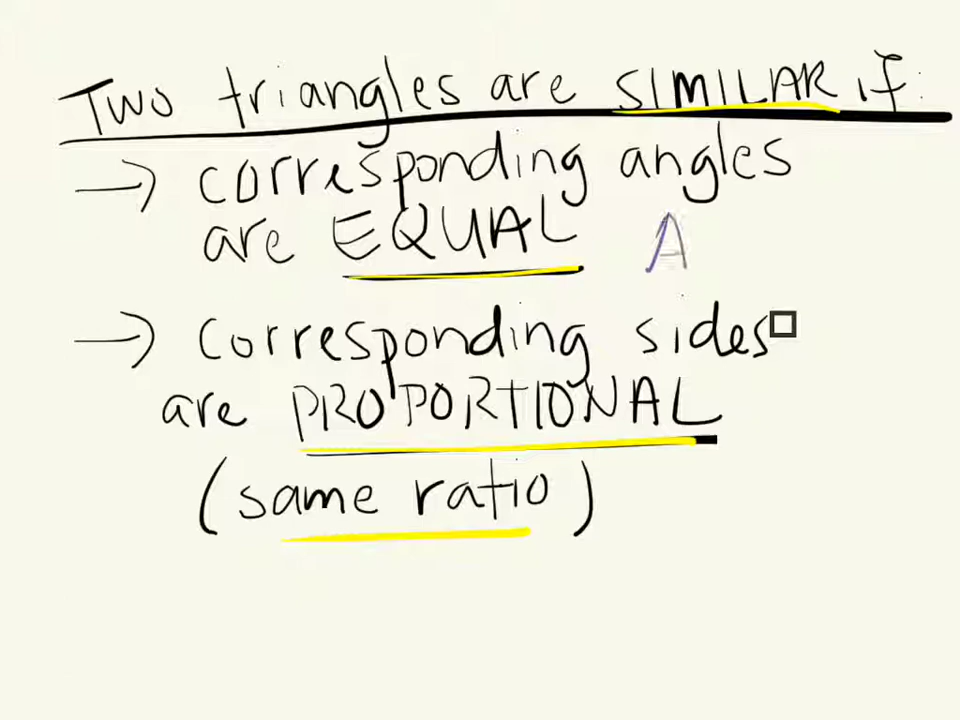 Two triangles are SIMILAR if:
→ corresponding angles
are EQUAL A
→ corresponding sides
are PROPORTIONAL
(same ratio)